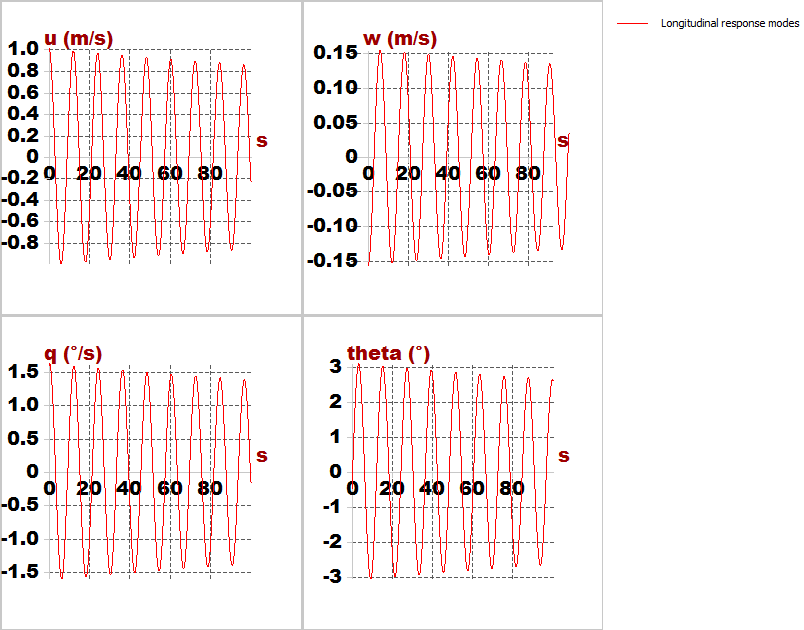 u (m/s)
1.0
0.8
0.6
0.4
0.2
0
-0.2
-0.4
-0.6
-0.8
0 20 40 60 80
s
w (m/s)
0.15
0.10
0.05
0
-0.05
-0.10
-0.15
0 20 40 60 80
s
Longitudinal response modes
q (°/s)
1.5
1.0
0.5
0
-0.5
-1.0
-1.5
0 20 40 60 80
s
theta (°)
3
2
1
0
-1
-2
-3
0 20 40 60 80
s